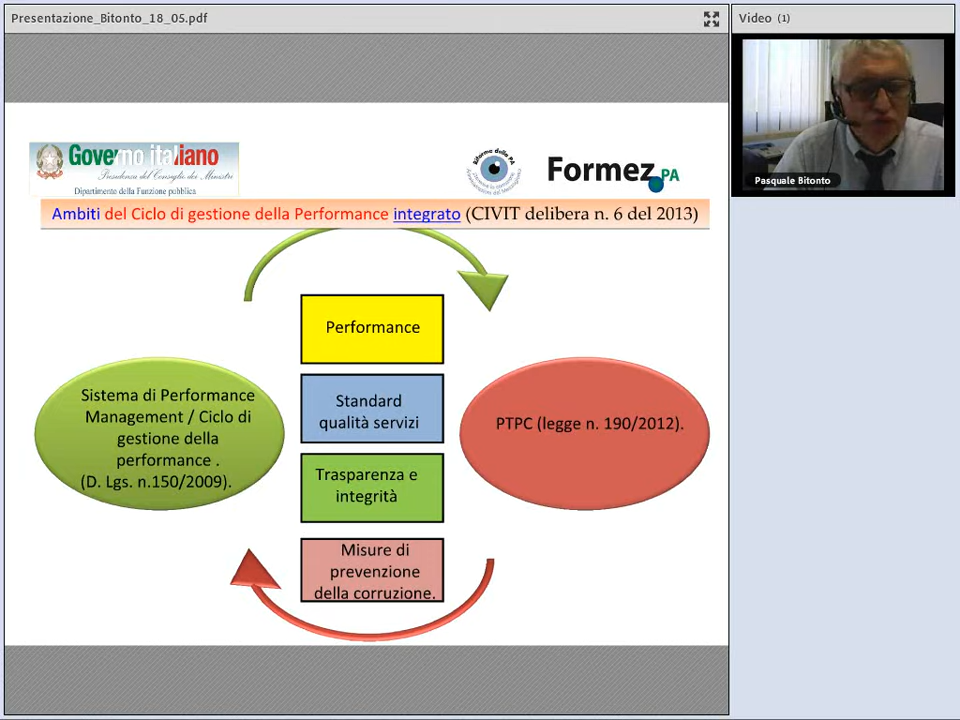 Presentazione_Bitonto_18_05.pdf
Video (1)
Governo italiano
Presidenza del Consiglio dei Ministri
Dipartimento della Funzione pubblica
Riforma della PA
Formez PA
Pasquale Bitonto
Ambiti del Ciclo di gestione della Performance integrato (CIVIT delibera n. 6 del 2013)
Performance
Sistema di Performance
Management / Ciclo di
gestione della
performance .
(D. Lgs. n.150/2009).
Standard
qualità servizi
PTPC (legge n. 190/2012).
Trasparenza e
integrità
Misure di
prevenzione
della corruzione.